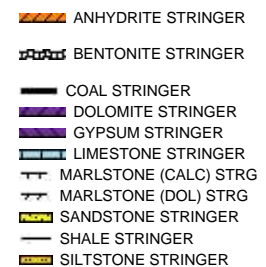 ANHYDRITE STRINGER
BENTONITE STRINGER
COAL STRINGER
DOLOMITE STRINGER
GYPSUM STRINGER
LIMESTONE STRINGER
MARLSTONE (CALC) STRG
MARLSTONE (DOL) STRG
SANDSTONE STRINGER
SHALE STRINGER
SILTSTONE STRINGER